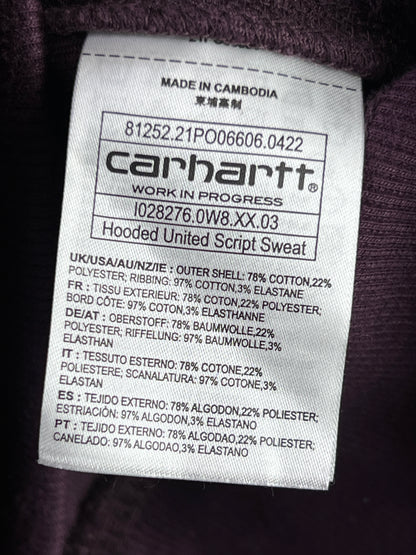 MADE IN CAMBODIA
柬埔寨制
81252.21PO06606.0422
carhartt®
WORK IN PROGRESS
I028276.0W8.XX.03
Hooded United Script Sweat
UK/USA/AU/NZ/IE : OUTER SHELL: 78% COTTON,22%
POLYESTER; RIBBING: 97% COTTON,3% ELASTANE
FR : TISSU EXTERIEUR: 78% COTON, 22% POLYESTER;
BORD CÔTE: 97% COTON, 3% ELASTHANNE
DE/AT : OBERSTOFF: 78% BAUMWOLLE, 22%
POLYESTER; RIFFELUNG: 97% BAUMWOLLE, 3%
ELASTHAN
IT : TESSUTO ESTERNO: 78% COTONE, 22%
POLIESTERE; SCANALATURA: 97% COTONE,3%
ELASTAN
ES : TEJIDO EXTERNO: 78% ALGODON,22% POLIESTER;
ESTRIACIÓN: 97% ALGODON,3% ELASTANO
PT : TECIDO EXTERNO: 78% ALGODAO,22% POLIESTER;
CANELADO: 97% ALGODAO,3% ELASTANO